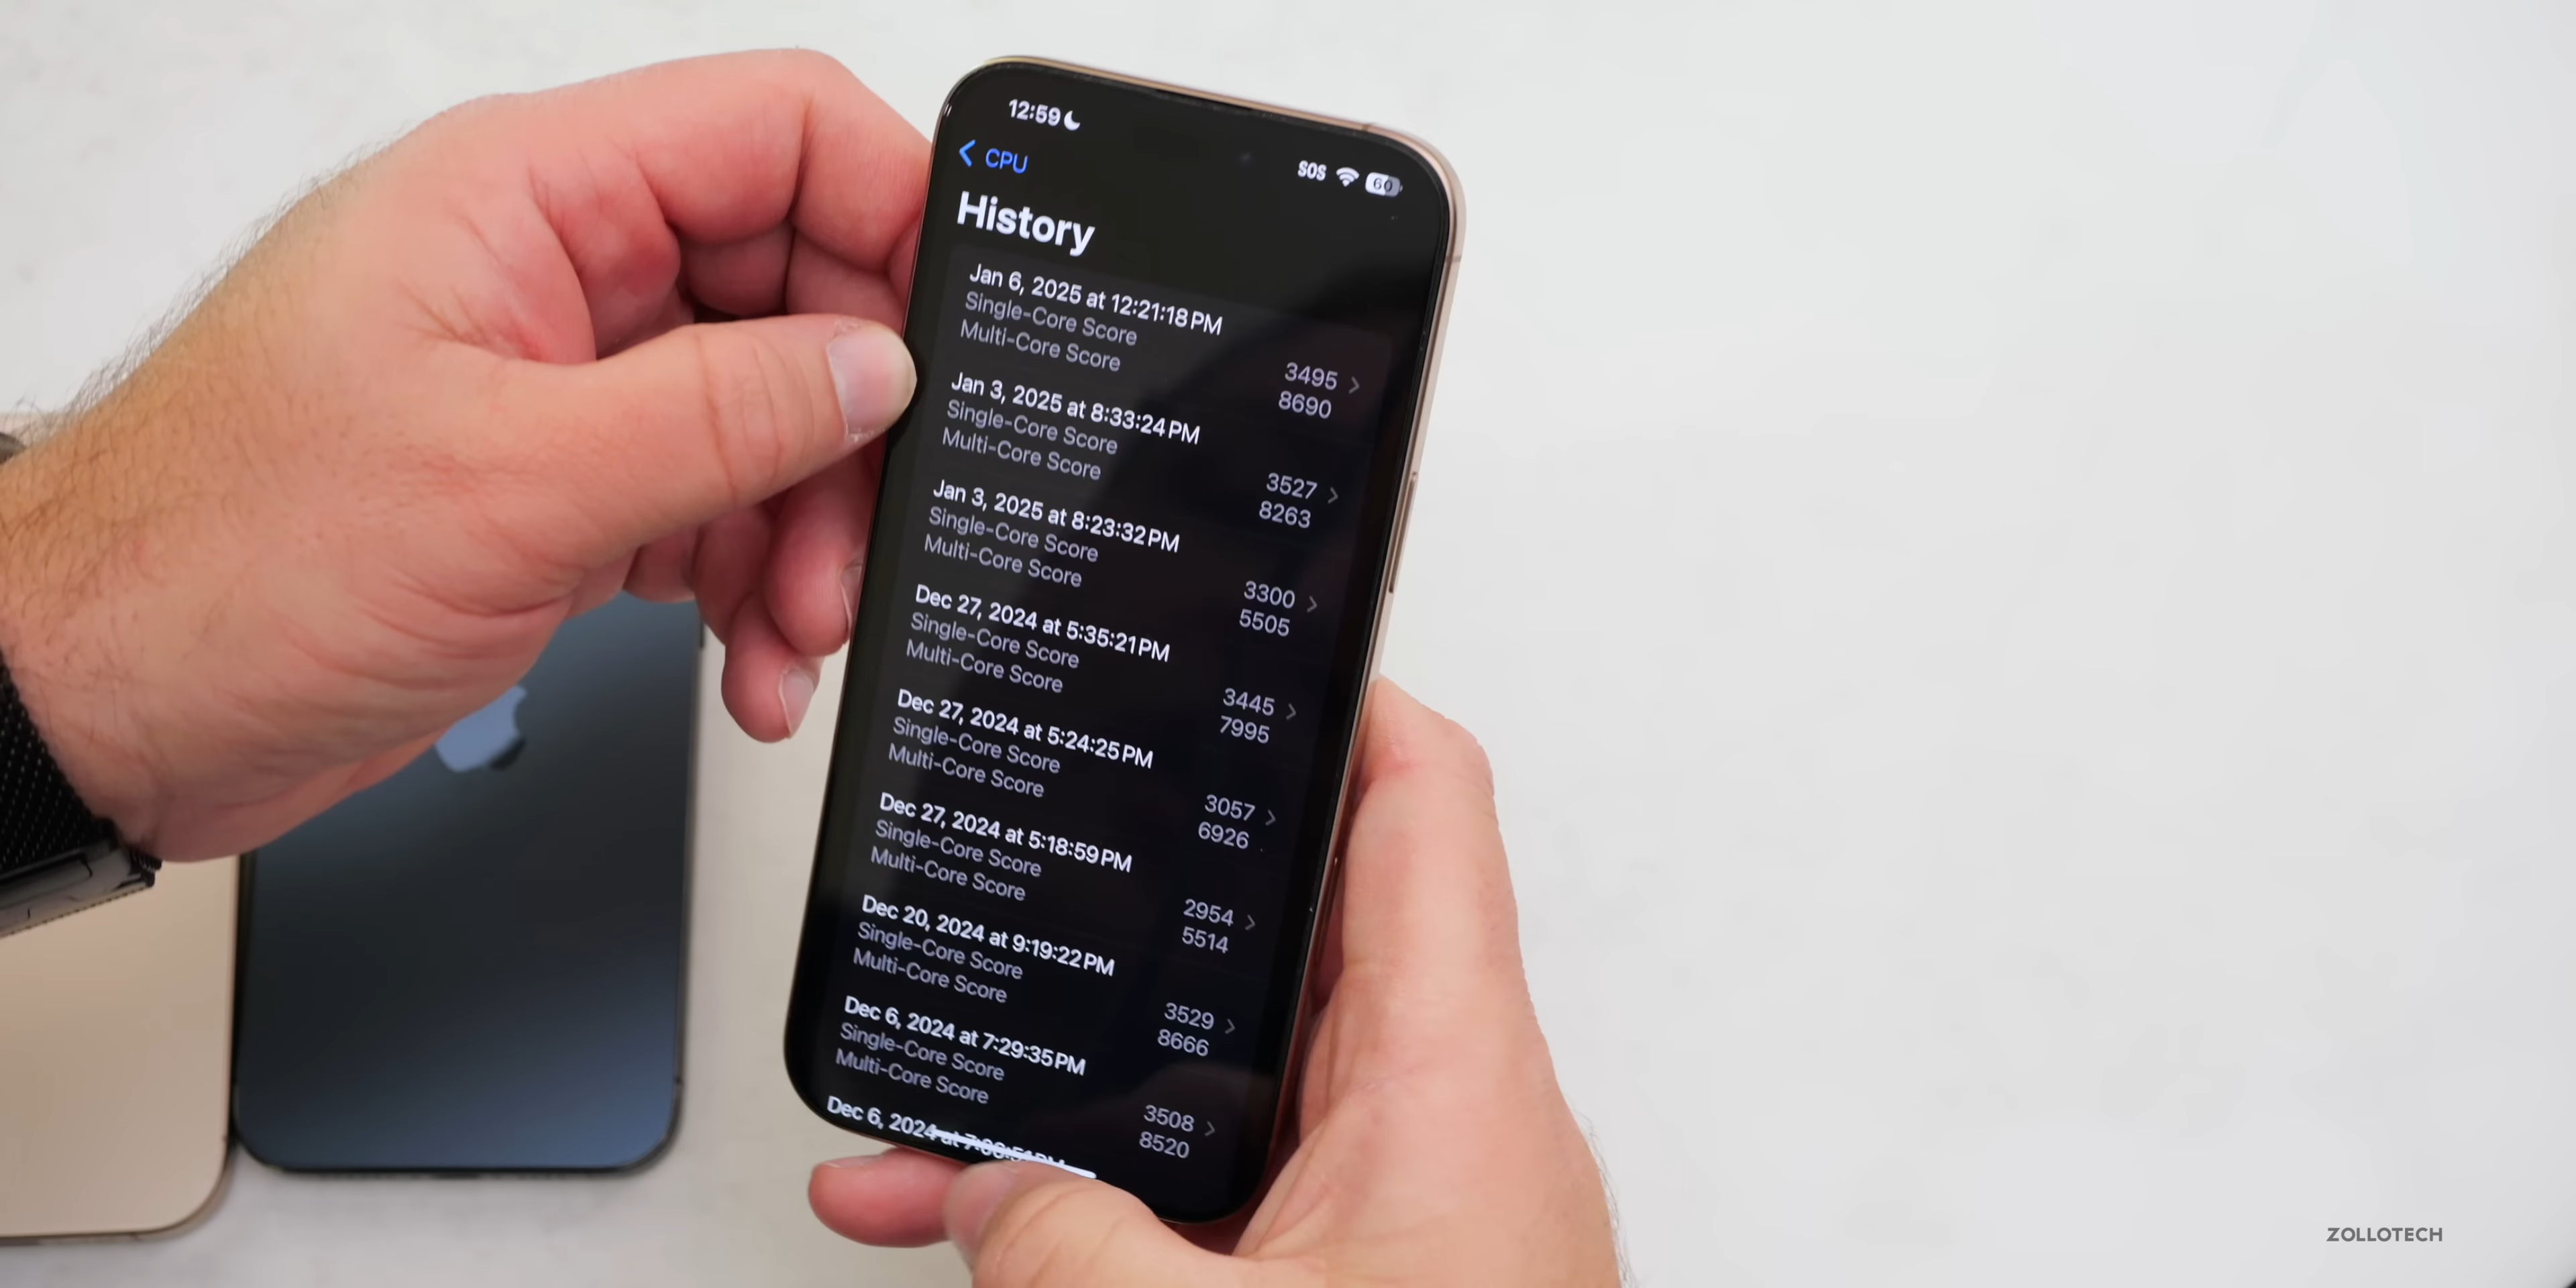 12:59
SOS 60
CPU
History
Jan 6, 2025 at 12:21:18 PM
Single-Core Score 3495
Multi-Core Score 8690
Jan 3, 2025 at 8:33:24 PM
Single-Core Score 3527
Multi-Core Score 8263
Jan 3, 2025 at 8:23:32 PM
Single-Core Score 3300
Multi-Core Score 5505
Dec 27, 2024 at 5:35:21 PM
Single-Core Score 3445
Multi-Core Score 7995
Dec 27, 2024 at 5:24:25 PM
Single-Core Score 3057
Multi-Core Score 6926
Dec 27, 2024 at 5:18:59 PM
Single-Core Score 2954
Multi-Core Score 5514
Dec 20, 2024 at 9:19:22 PM
Single-Core Score 3529
Multi-Core Score 8666
Dec 6, 2024 at 7:29:35 PM
Single-Core Score 3508
Multi-Core Score 8520
Dec 6, 2024 at
ZOLLOTECH